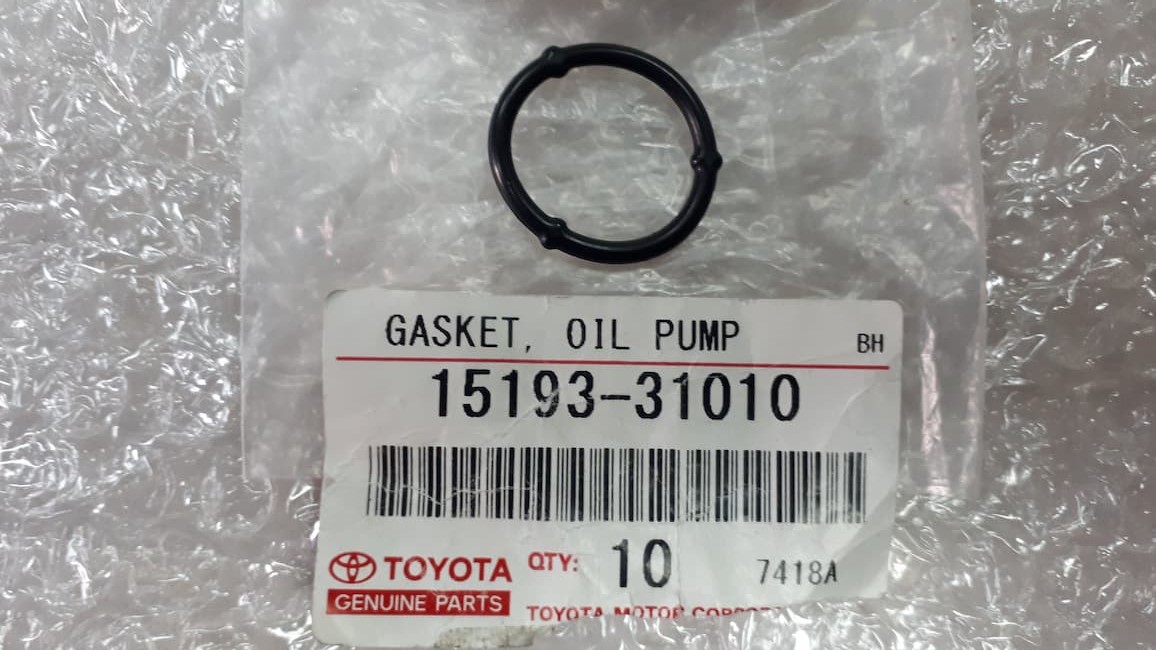 GASKET, OIL PUMP BH
15193-31010
TOYOTA QTY: 10 7418A
GENUINE PARTS
TOYOTA MOTOR